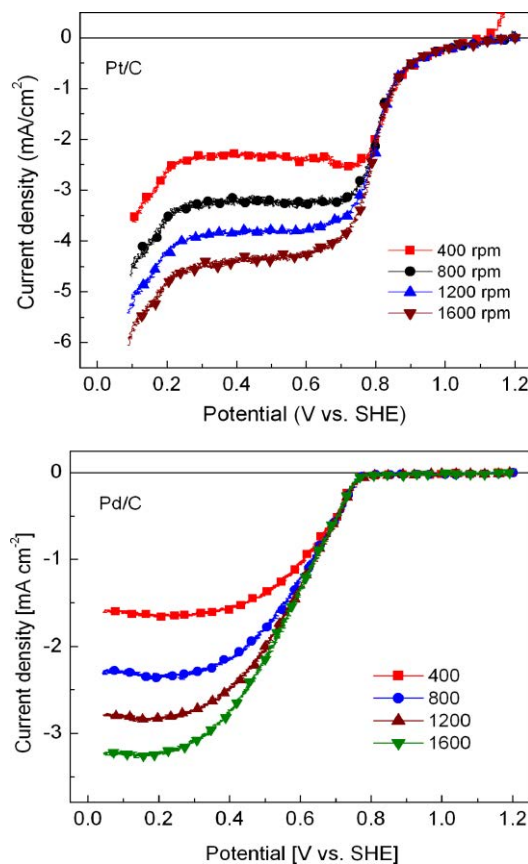 Pt/C
0
-1
-2
-3
-4
-5
-6
Current density (mA/cm²)
400 rpm
800 rpm
1200 rpm
1600 rpm
0.0 0.2 0.4 0.6 0.8 1.0 1.2
Potential (V vs. SHE)
Pd/C
0
-1
-2
-3
Current density [mA cm⁻²]
400
800
1200
1600
0.0 0.2 0.4 0.6 0.8 1.0 1.2
Potential [V vs. SHE]